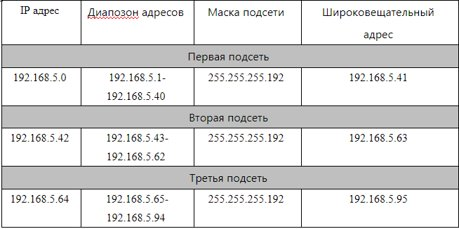 IP адрес Диапозон адресов Маска подсети Широковещательный
адрес
Первая подсеть
192.168.5.0 192.168.5.1- 255.255.255.192 192.168.5.41
192.168.5.40
Вторая подсеть
192.168.5.42 192.168.5.43- 255.255.255.192 192.168.5.63
192.168.5.62
Третья подсеть
192.168.5.64 192.168.5.65- 255.255.255.192 192.168.5.95
192.168.5.94